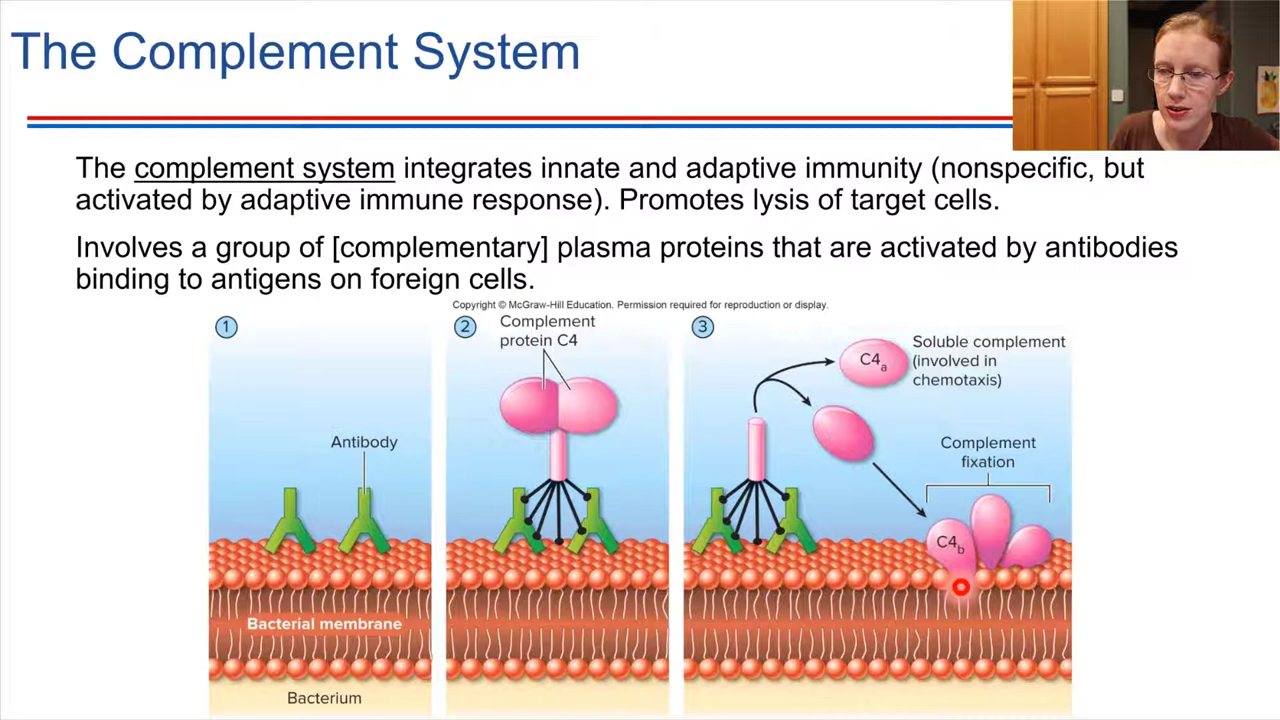 The Complement System
The complement system integrates innate and adaptive immunity (nonspecific, but
activated by adaptive immune response). Promotes lysis of target cells.
Involves a group of [complementary] plasma proteins that are activated by antibodies
binding to antigens on foreign cells.
Copyright © McGraw-Hill Education. Permission required for reproduction or display.
1
Antibody
Bacterial membrane
Bacterium
2
Complement
protein C4
3
C4a
Soluble complement
(involved in
chemotaxis)
Complement
fixation
C4b